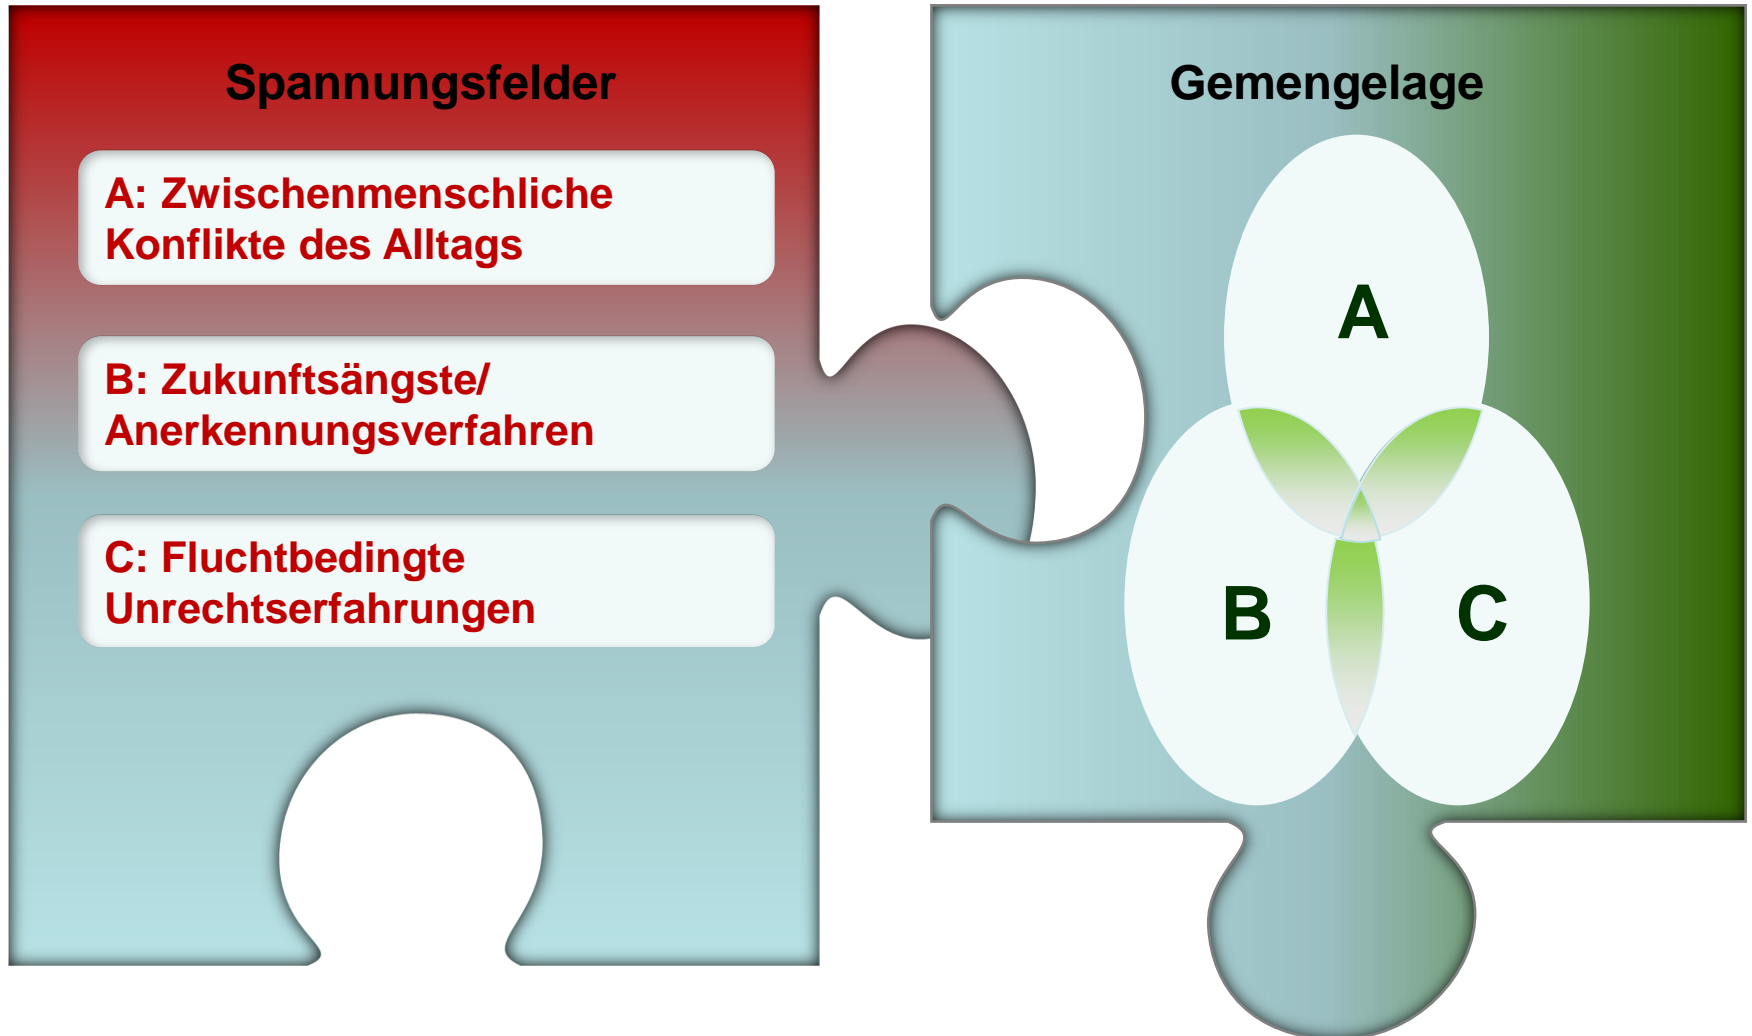 Spannungsfelder
A: Zwischenmenschliche
Konflikte des Alltags
B: Zukunftsängste/
Anerkennungsverfahren
C: Fluchtbedingte
Unrechtserfahrungen
Gemengelage
A
B
C